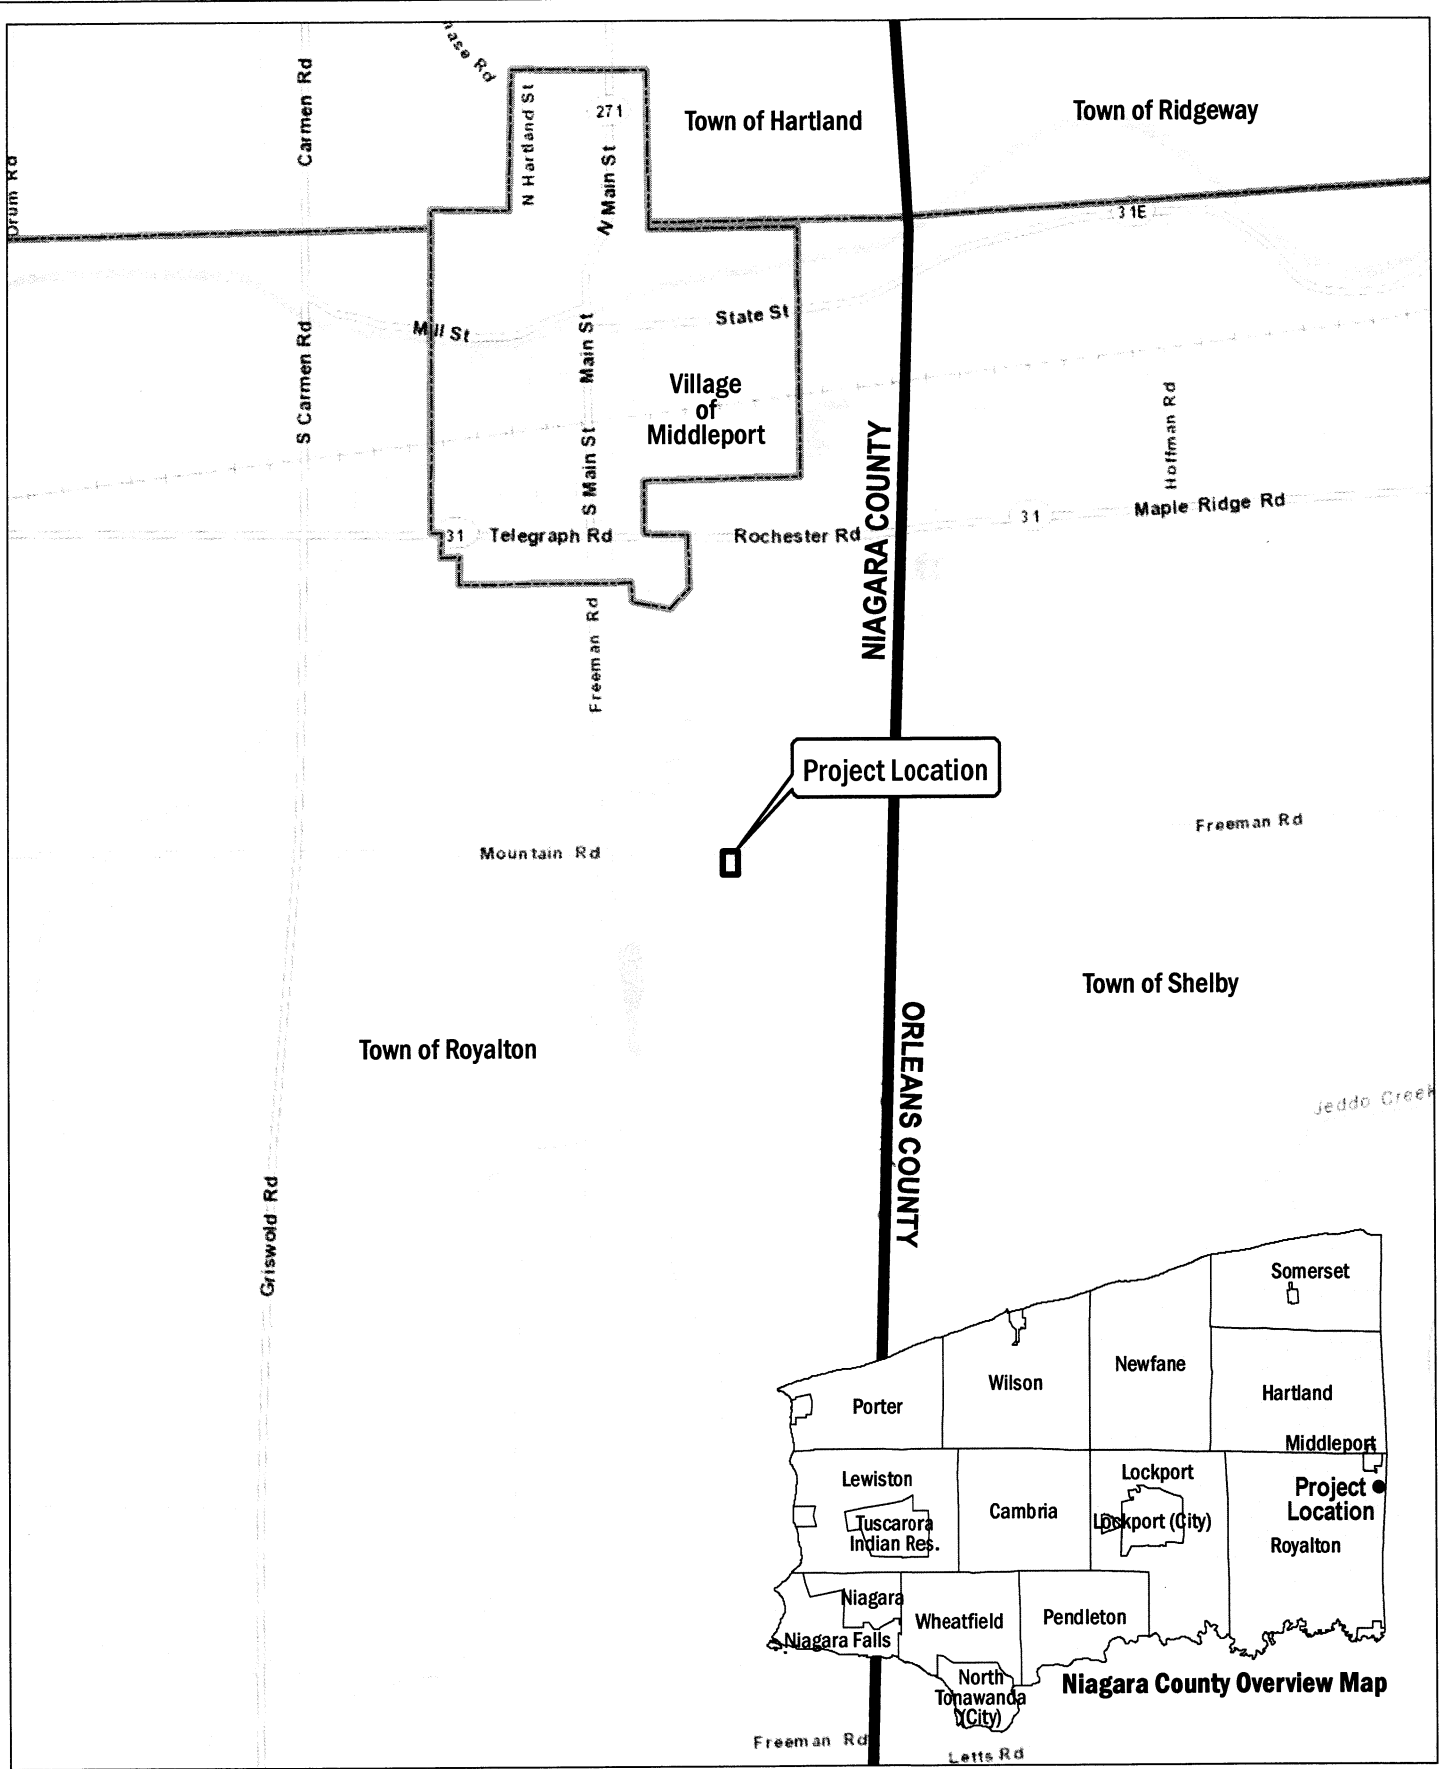 Carmen Rd
N Hartland St
271
N Main St
Town of Hartland
Town of Ridgeway
Drum Rd
31E
S Carmen Rd
Mill St
Main St
State St
Village
of
Middleport
S Main St
Hoffman Rd
NIAGARA COUNTY
31
Telegraph Rd
Rochester Rd
31
Maple Ridge Rd
Freeman Rd
Project Location
Mountain Rd
Freeman Rd
Town of Shelby
Town of Royalton
ORLEANS COUNTY
Jeddo Creek
Griswold Rd
Somerset
Newfane
Wilson
Hartland
Porter
Middleport
Lewiston
Lockport
Project
Location
Cambria
Tuscarora
Indian Res.
Lockport (City)
Royalton
Niagara
Wheatfield
Pendleton
Niagara Falls
North
Tonawanda
(City)
Niagara County Overview Map
Freeman Rd
Letts Rd